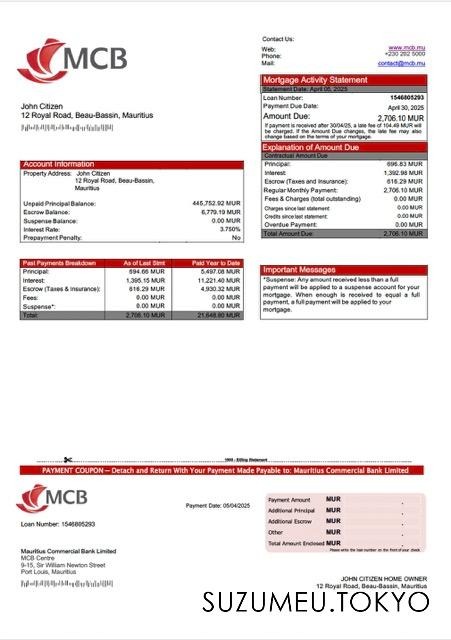 MCB
Contact Us:
Web: www.mcb.mu
Phone: +230 202 5000
Mail: contact@mcb.mu
Mortgage Activity Statement
Statement Date: April 05, 2025
Loan Number: 1546805293
Payment Due Date: April 30, 2025
Amount Due: 2,706.10 MUR
If payment is received after 30/04/25, a late fee of 104.49 MUR will
be charged. If the Amount Due changes, the late fee may also
change based on the terms of your mortgage.
John Citizen
12 Royal Road, Beau-Bassin, Mauritius
Explanation of Amount Due
Contractual Amount Due
Principal: 696.83 MUR
Interest: 1,392.98 MUR
Escrow (Taxes and Insurance): 616.29 MUR
Regular Monthly Payment: 2,706.10 MUR
Fees & Charges (total outstanding) 0.00 MUR
Charges since last statement: 0.00 MUR
Credits since last statement: 0.00 MUR
Overdue Payment: 0.00 MUR
Total Amount Due: 2,706.10 MUR
Account Information
Property Address: John Citizen
12 Royal Road, Beau-Bassin,
Mauritius
Unpaid Principal Balance: 445,752.92 MUR
Escrow Balance: 6,779.19 MUR
Suspense Balance: 0.00 MUR
Interest Rate: 3.750%
Prepayment Penalty: No
Past Payments Breakdown As of Last Stmt Paid Year to Date
Principal: 694.66 MUR 5,497.08 MUR
Interest: 1,395.15 MUR 11,221.40 MUR
Escrow (Taxes & Insurance): 616.29 MUR 4,930.32 MUR
Fees: 0.00 MUR 0.00 MUR
Suspense*: 0.00 MUR 0.00 MUR
Total: 2,706.10 MUR 21,648.80 MUR
Important Messages
*Suspense: Any amount received less than a full
payment will be applied to a suspense account for your
mortgage. When enough is received to equal a full
payment, a full payment will be applied to your
mortgage.
Billing Statement
PAYMENT COUPON – Detach and Return With Your Payment Made Payable to: Mauritius Commercial Bank Limited
MCB
Payment Date: 05/04/2025
Loan Number: 1546805293
Payment Amount MUR .
Additional Principal MUR .
Additional Escrow MUR .
Other MUR .
Total Amount Enclosed MUR .
Please write the loan number on the front of your check.
Mauritius Commercial Bank Limited
MCB Centre
9-15, Sir William Newton Street
Port Louis, Mauritius
JOHN CITIZEN HOME OWNER
12 Royal Road, Beau-Bassin, Mauritius
SUZUMEU.TOKYO